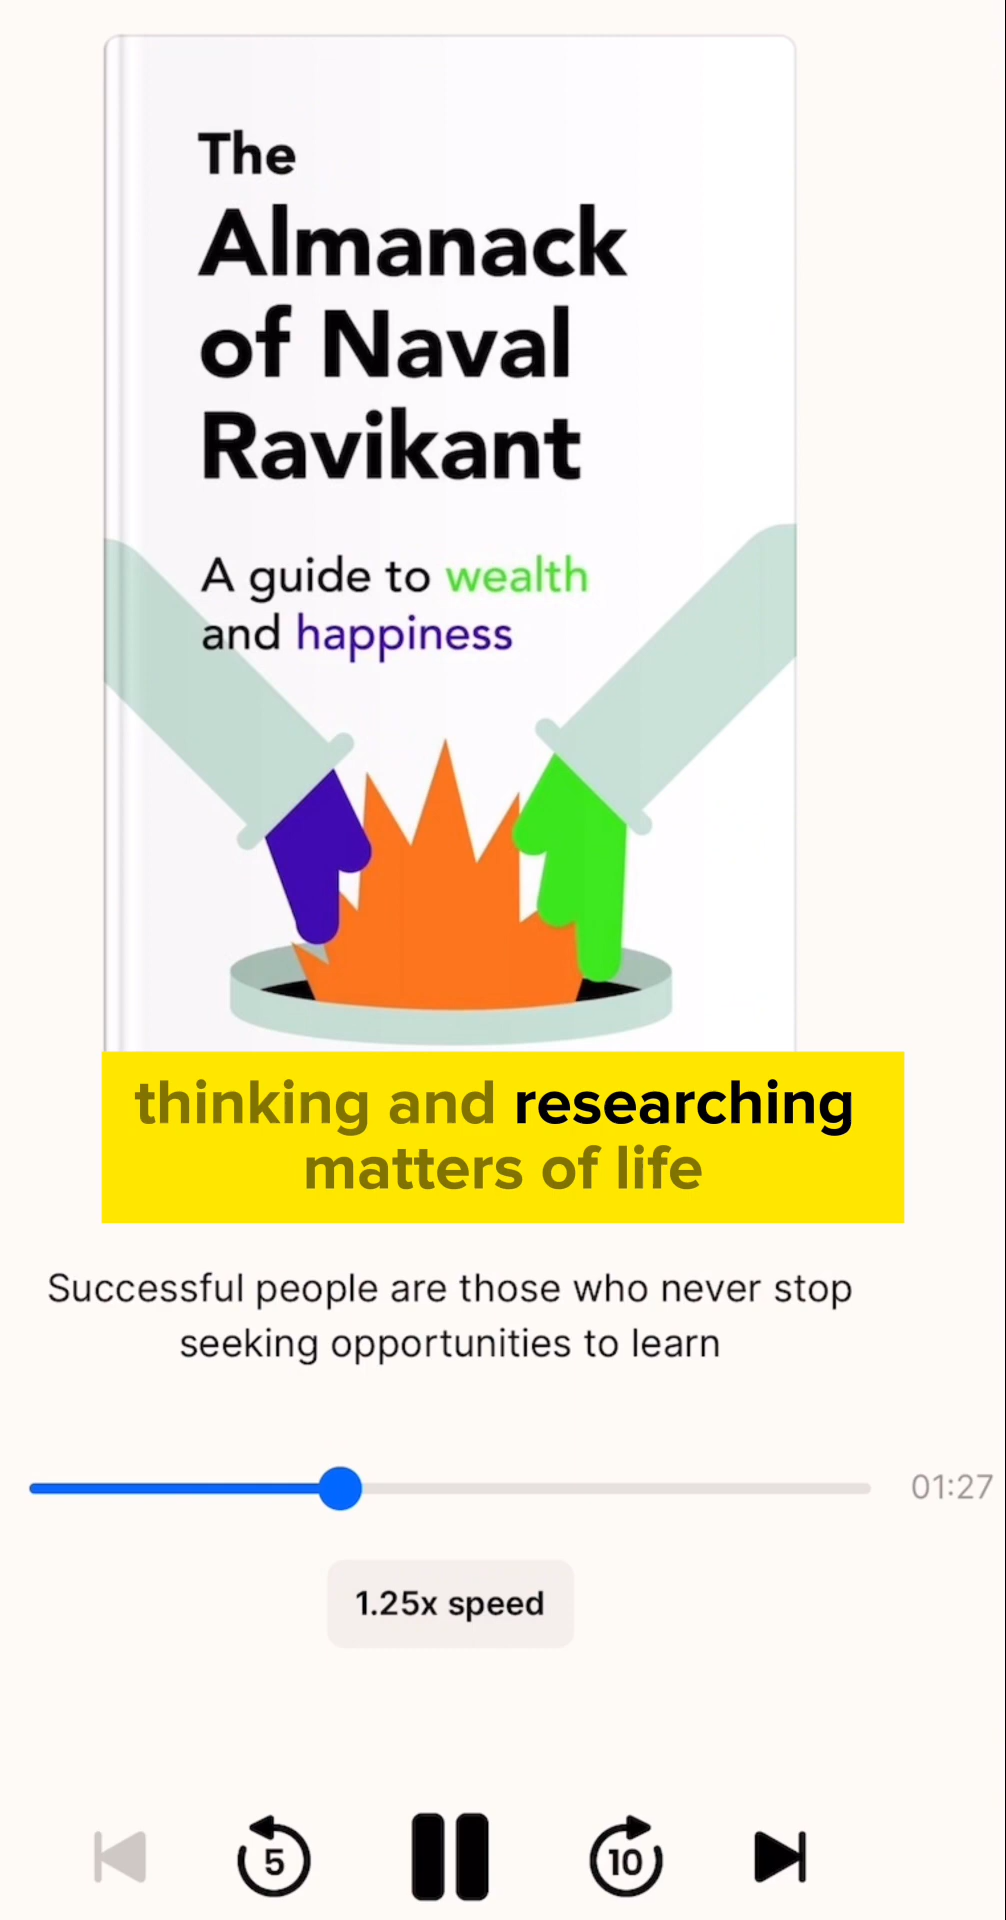 The
Almanack
of Naval
Ravikant
A guide to wealth
and happiness
thinking and researching
matters of life
Successful people are those who never stop
seeking opportunities to learn
01:27
1.25x speed
5
10